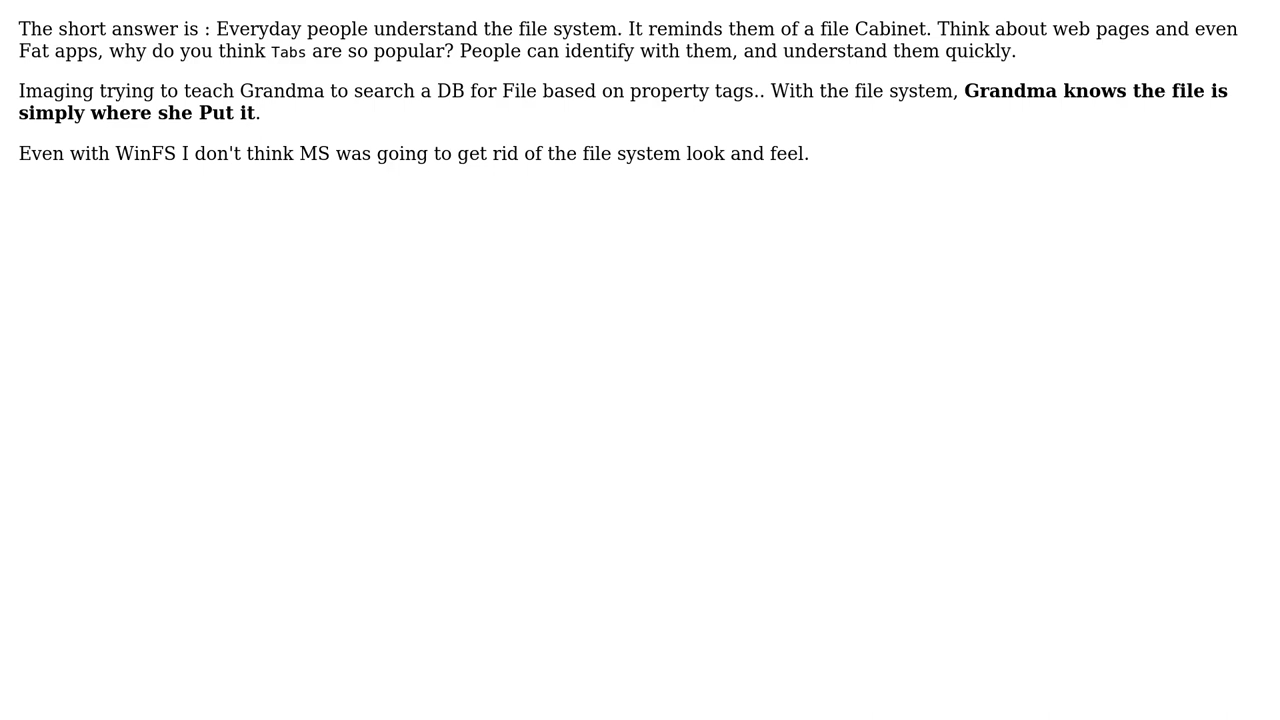 The short answer is : Everyday people understand the file system. It reminds them of a file Cabinet. Think about web pages and even
Fat apps, why do you think Tabs are so popular? People can identify with them, and understand them quickly.
Imaging trying to teach Grandma to search a DB for File based on property tags.. With the file system, Grandma knows the file is
simply where she Put it.
Even with WinFS I don't think MS was going to get rid of the file system look and feel.